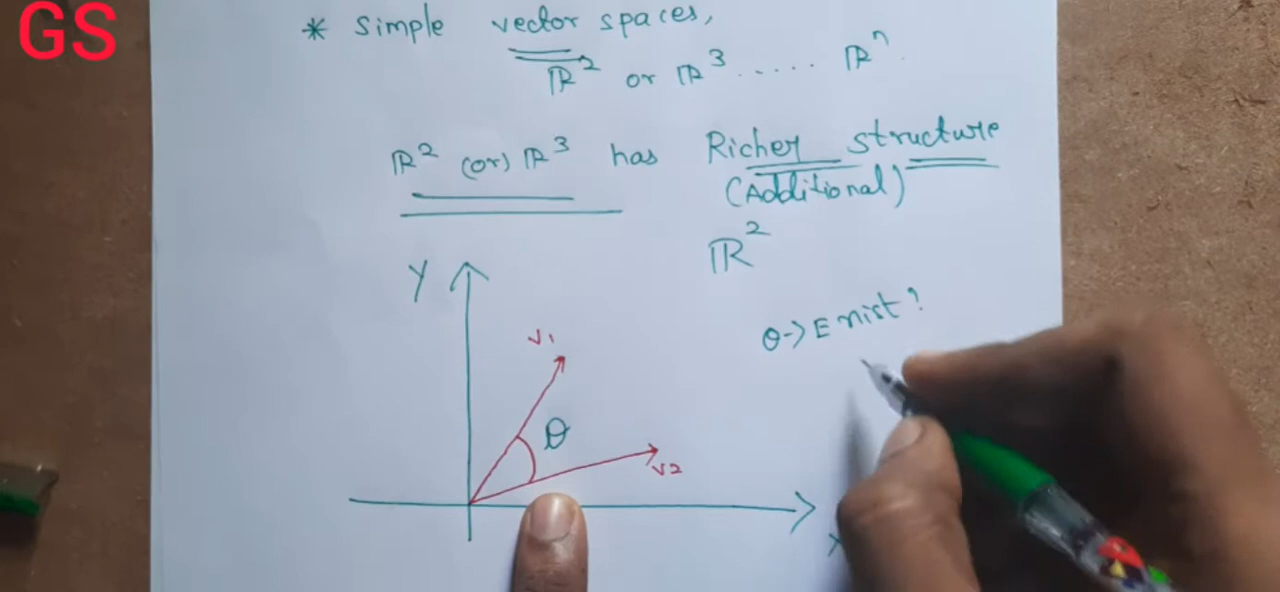 GS
* Simple vector spaces,
ℝ² or ℝ³ ..... ℝⁿ.
ℝ² (or) ℝ³ has Richer structure
(Additional)
ℝ²
Y
θ-> Exist?
V1
θ
V2
X